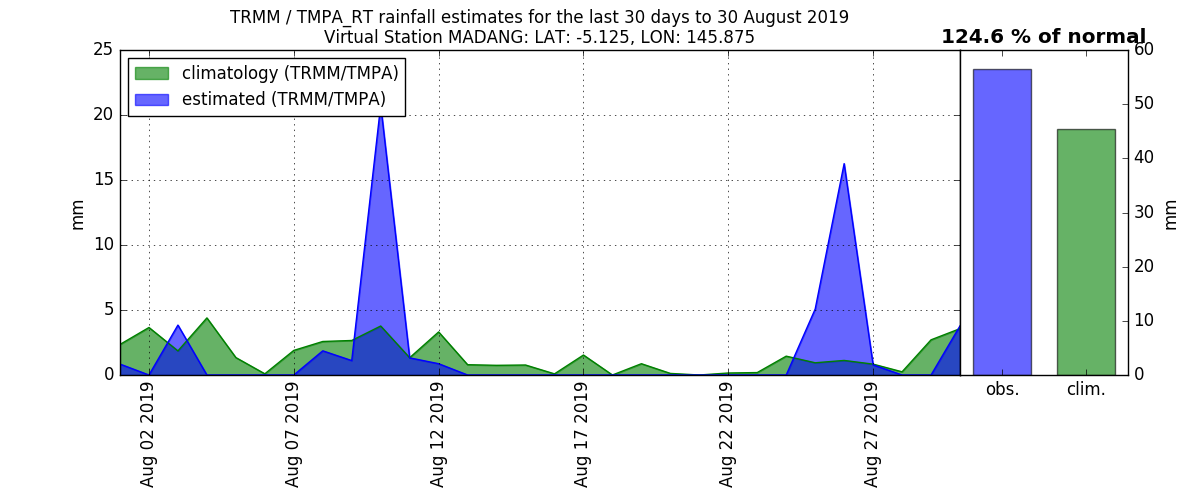 TRMM / TMPA_RT rainfall estimates for the last 30 days to 30 August 2019
Virtual Station MADANG: LAT: -5.125, LON: 145.875
124.6 % of normal
climatology (TRMM/TMPA)
estimated (TRMM/TMPA)
25
20
15
10
5
0
mm
Aug 02 2019
Aug 07 2019
Aug 12 2019
Aug 17 2019
Aug 22 2019
Aug 27 2019
60
50
40
30
20
10
0
mm
obs.
clim.